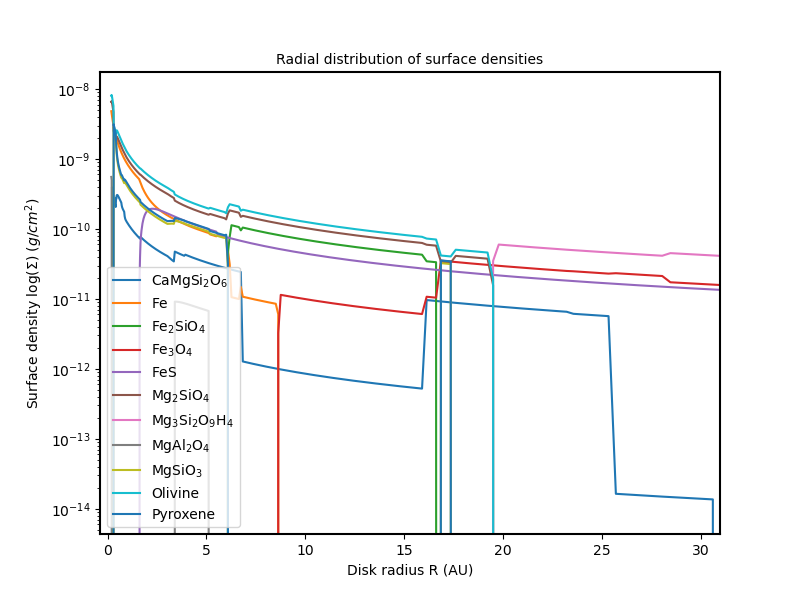 Radial distribution of surface densities
Surface density log(Σ) (g/cm²)
10⁻⁸
10⁻⁹
10⁻¹⁰
10⁻¹¹
10⁻¹²
10⁻¹³
10⁻¹⁴
CaMgSi₂O₆
Fe
Fe₂SiO₄
Fe₃O₄
FeS
Mg₂SiO₄
Mg₃Si₂O₉H₄
MgAl₂O₄
MgSiO₃
Olivine
Pyroxene
0 5 10 15 20 25 30
Disk radius R (AU)